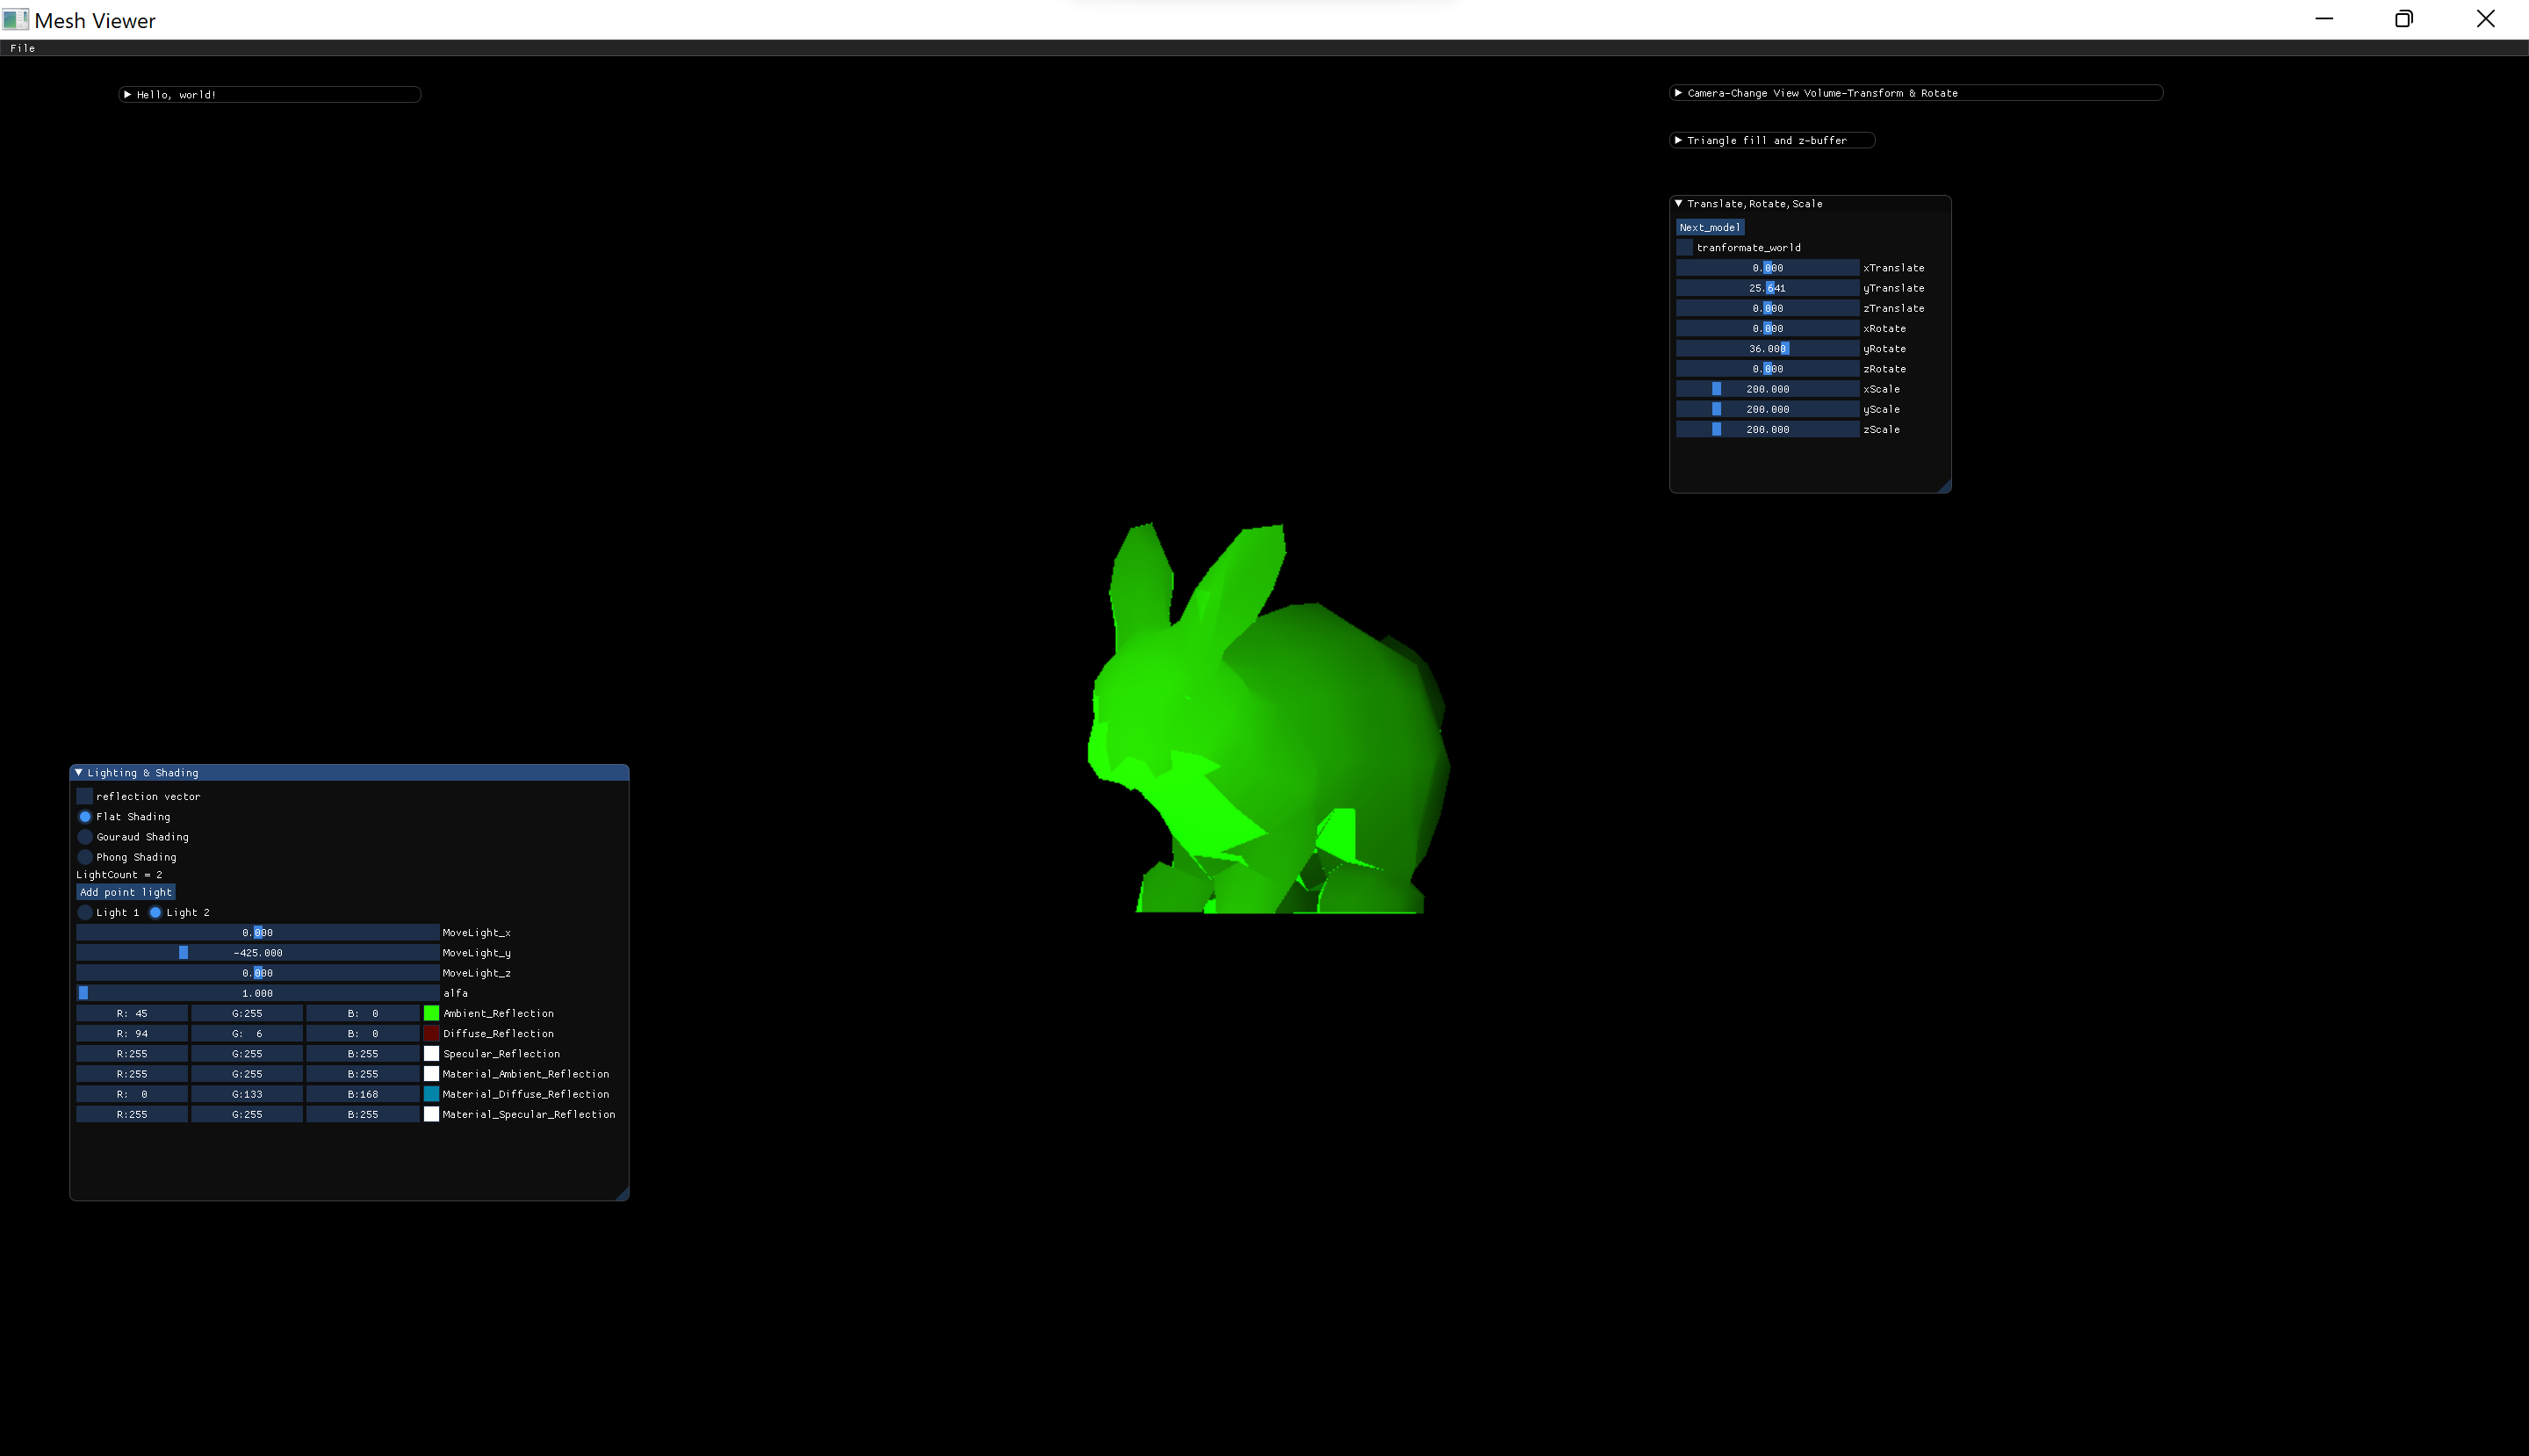 Mesh Viewer
File
Hello, world!
Camera-Change View Volume-Transform & Rotate
Triangle fill and z-buffer
Translate,Rotate,Scale
Next_model
tranformate_world
0.000 xTranslate
25.641 yTranslate
0.000 zTranslate
0.000 xRotate
36.000 yRotate
0.000 zRotate
200.000 xScale
200.000 yScale
200.000 zScale
Lighting & Shading
reflection vector
Flat Shading
Gouraud Shading
Phong Shading
LightCount = 2
Add point light
Light 1 Light 2
0.000 MoveLight_x
-425.000 MoveLight_y
0.000 MoveLight_z
1.000 alfa
R: 45 G:255 B: 0 Ambient_Reflection
R: 94 G: 6 B: 0 Diffuse_Reflection
R:255 G:255 B:255 Specular_Reflection
R:255 G:255 B:255 Material_Ambient_Reflection
R: 0 G:133 B:168 Material_Diffuse_Reflection
R:255 G:255 B:255 Material_Specular_Reflection